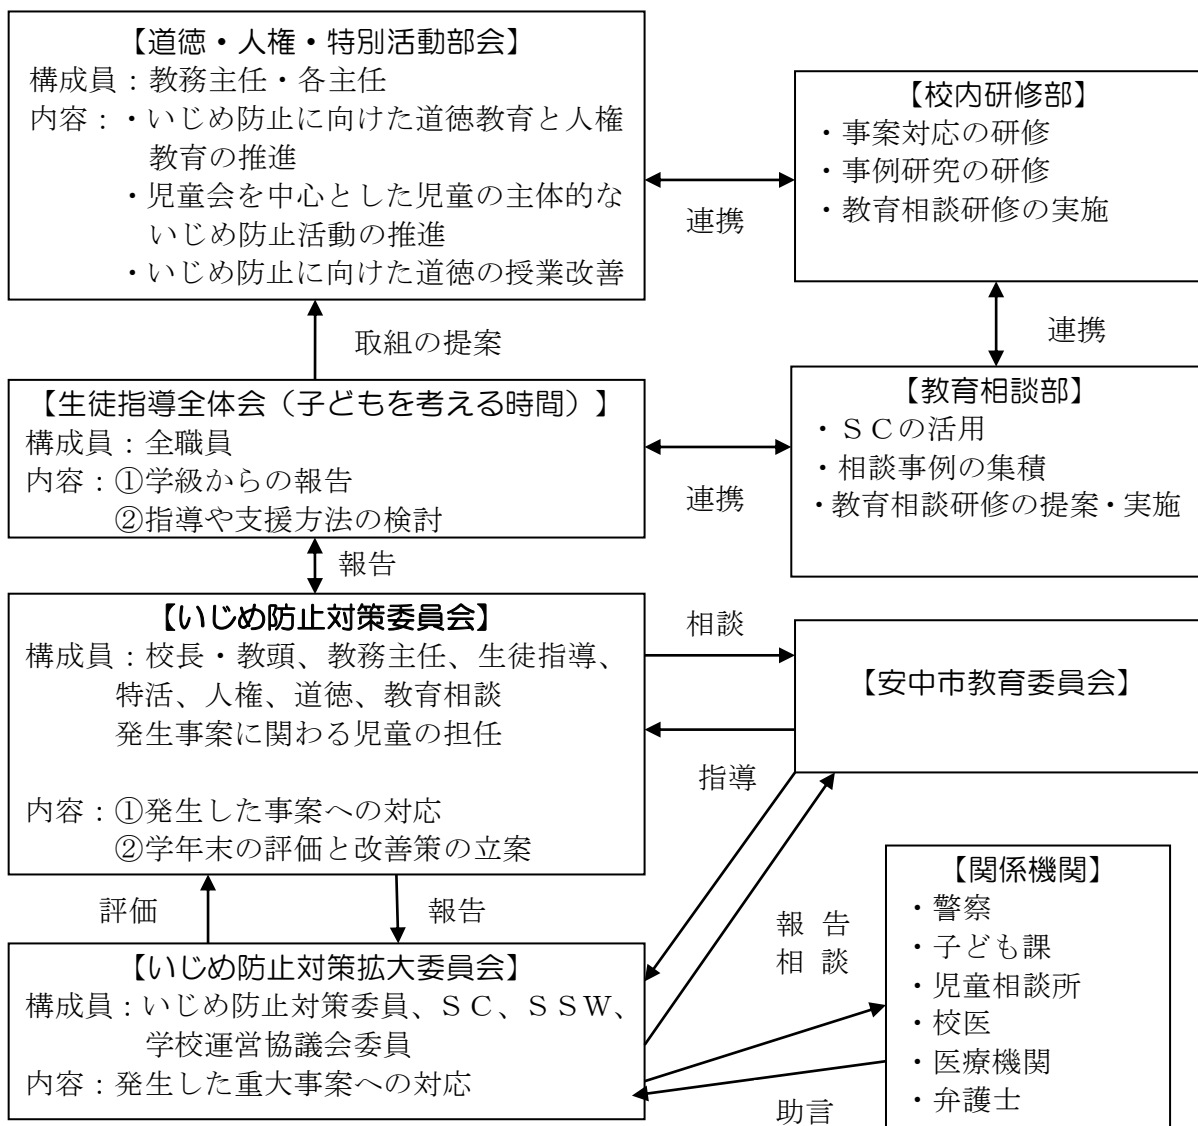 【道徳・人権・特別活動部会】
構成員：教務主任・各主任
内容：・いじめ防止に向けた道徳教育と人権
教育の推進
・児童会を中心とした児童の主体的な
いじめ防止活動の推進
・いじめ防止に向けた道徳の授業改善
連携
【校内研修部】
・事案対応の研修
・事例研究の研修
・教育相談研修の実施
取組の提案
連携
【生徒指導全体会（子どもを考える時間）】
構成員：全職員
内容：①学級からの報告
②指導や支援方法の検討
連携
【教育相談部】
・ＳＣの活用
・相談事例の集積
・教育相談研修の提案・実施
報告
【いじめ防止対策委員会】
構成員：校長・教頭、教務主任、生徒指導、
特活、人権、道徳、教育相談
発生事案に関わる児童の担任
内容：①発生した事案への対応
②学年末の評価と改善策の立案
相談
指導
【安中市教育委員会】
評価
報告
報告
相談
【いじめ防止対策拡大委員会】
構成員：いじめ防止対策委員、ＳＣ、ＳＳＷ、
学校運営協議会委員
内容：発生した重大事案への対応
助言
【関係機関】
・警察
・子ども課
・児童相談所
・校医
・医療機関
・弁護士